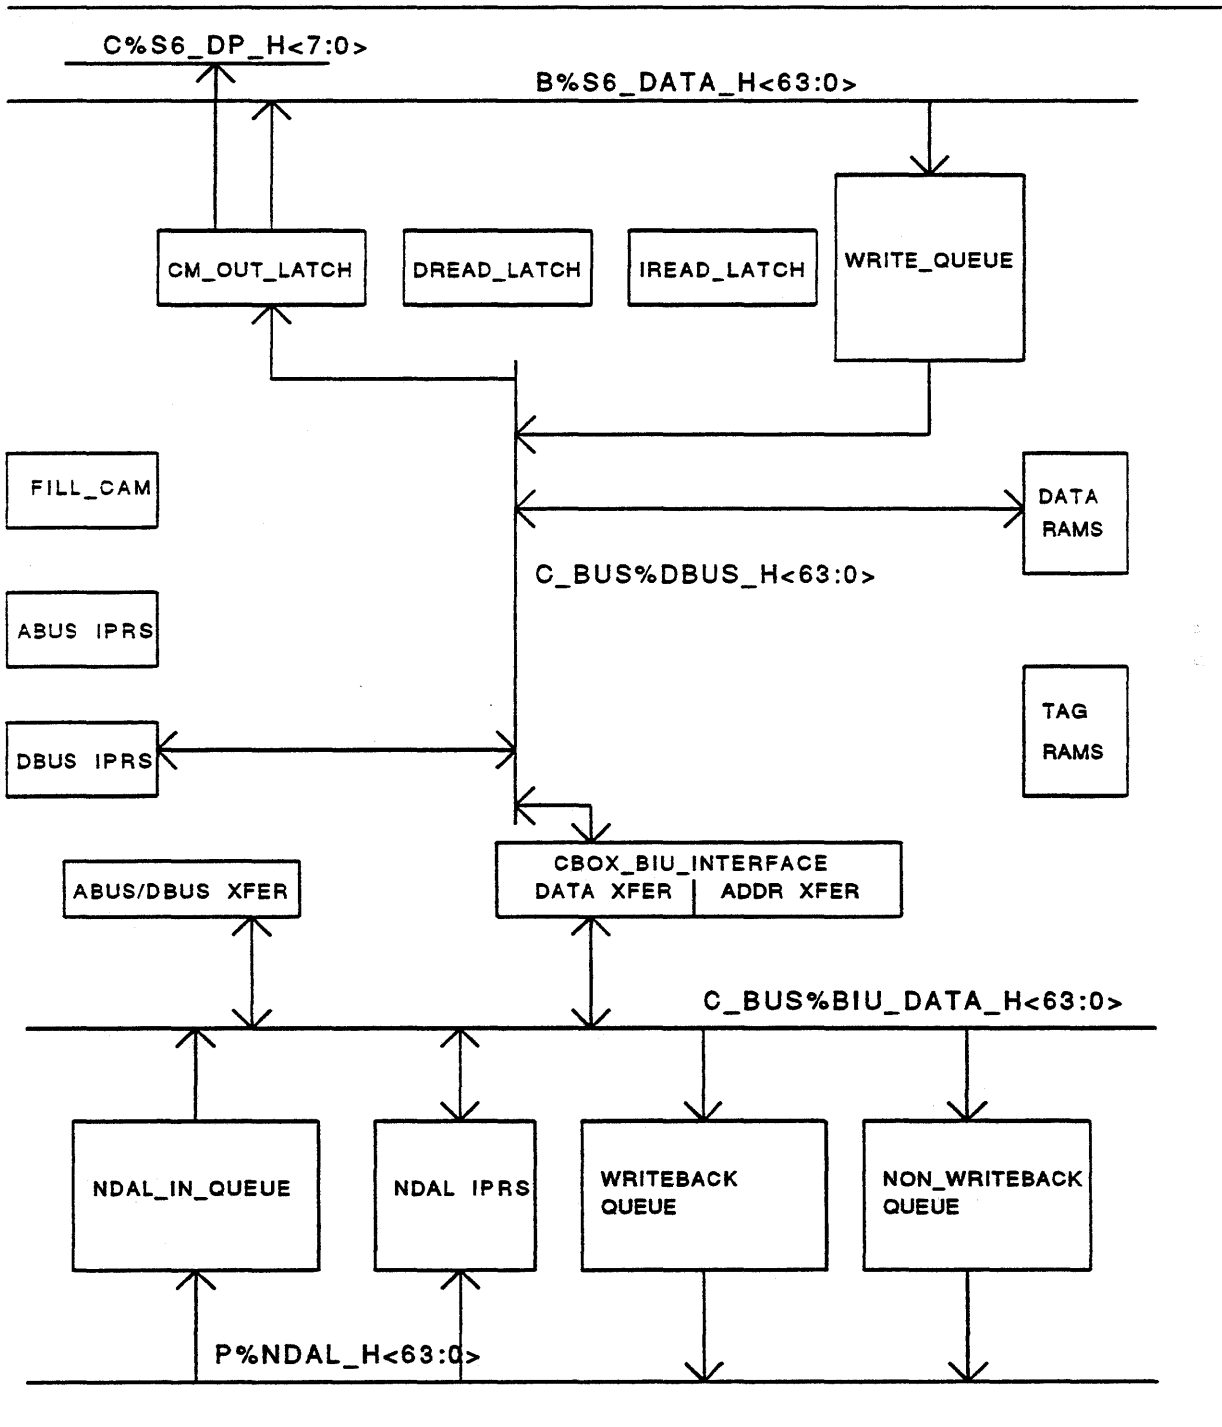 C%S6_DP_H<7:0>
B%S6_DATA_H<63:0>
CM_OUT_LATCH
DREAD_LATCH
IREAD_LATCH
WRITE_QUEUE
FILL_CAM
DATA
RAMS
C_BUS%DBUS_H<63:0>
ABUS IPRS
TAG
RAMS
DBUS IPRS
CBOX_BIU_INTERFACE
DATA XFER
ADDR XFER
ABUS/DBUS XFER
C_BUS%BIU_DATA_H<63:0>
NDAL_IN_QUEUE
NDAL IPRS
WRITEBACK
QUEUE
NON_WRITEBACK
QUEUE
P%NDAL_H<63:0>